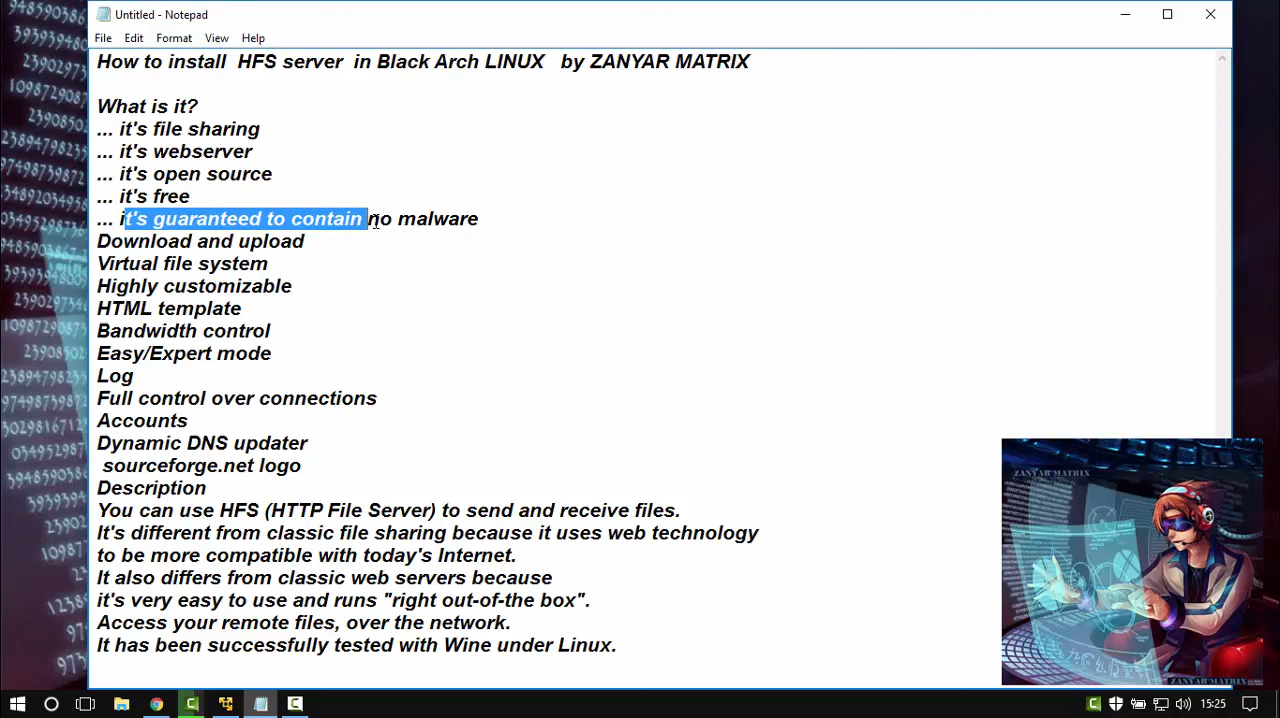 Untitled - Notepad
File Edit Format View Help
How to install HFS server in Black Arch LINUX by ZANYAR MATRIX
What is it?
... it's file sharing
... it's webserver
... it's open source
... it's free
... it's guaranteed to contain no malware
Download and upload
Virtual file system
Highly customizable
HTML template
Bandwidth control
Easy/Expert mode
Log
Full control over connections
Accounts
Dynamic DNS updater
sourceforge.net logo
Description
You can use HFS (HTTP File Server) to send and receive files.
It's different from classic file sharing because it uses web technology
to be more compatible with today's Internet.
It also differs from classic web servers because
it's very easy to use and runs "right out-of-the box".
Access your remote files, over the network.
It has been successfully tested with Wine under Linux.
ZANYAR MATRIX
ZANYAR MATRIX
15:25